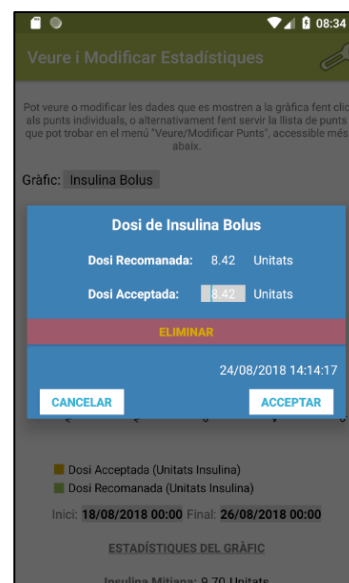 08:34
Veure i Modificar Estadístiques
Pot veure o modificar les dades que es mostren a la gràfica fent clic
als punts individuals, o alternativament fent servir la llista de punts
que pot trobar en el menú "Veure/Modificar Punts", accessible més
abaix.
Gràfic: Insulina Bolus
Dosi de Insulina Bolus
Dosi Recomanada: 8.42 Unitats
Dosi Acceptada: 8.42 Unitats
ELIMINAR
24/08/2018 14:14:17
CANCELAR ACCEPTAR
Dosi Acceptada (Unitats Insulina)
Dosi Recomanada (Unitats Insulina)
Inici: 18/08/2018 00:00 Final: 26/08/2018 00:00
ESTADÍSTIQUES DEL GRÀFIC
Insulina Mitjana: 9.70 Unitats